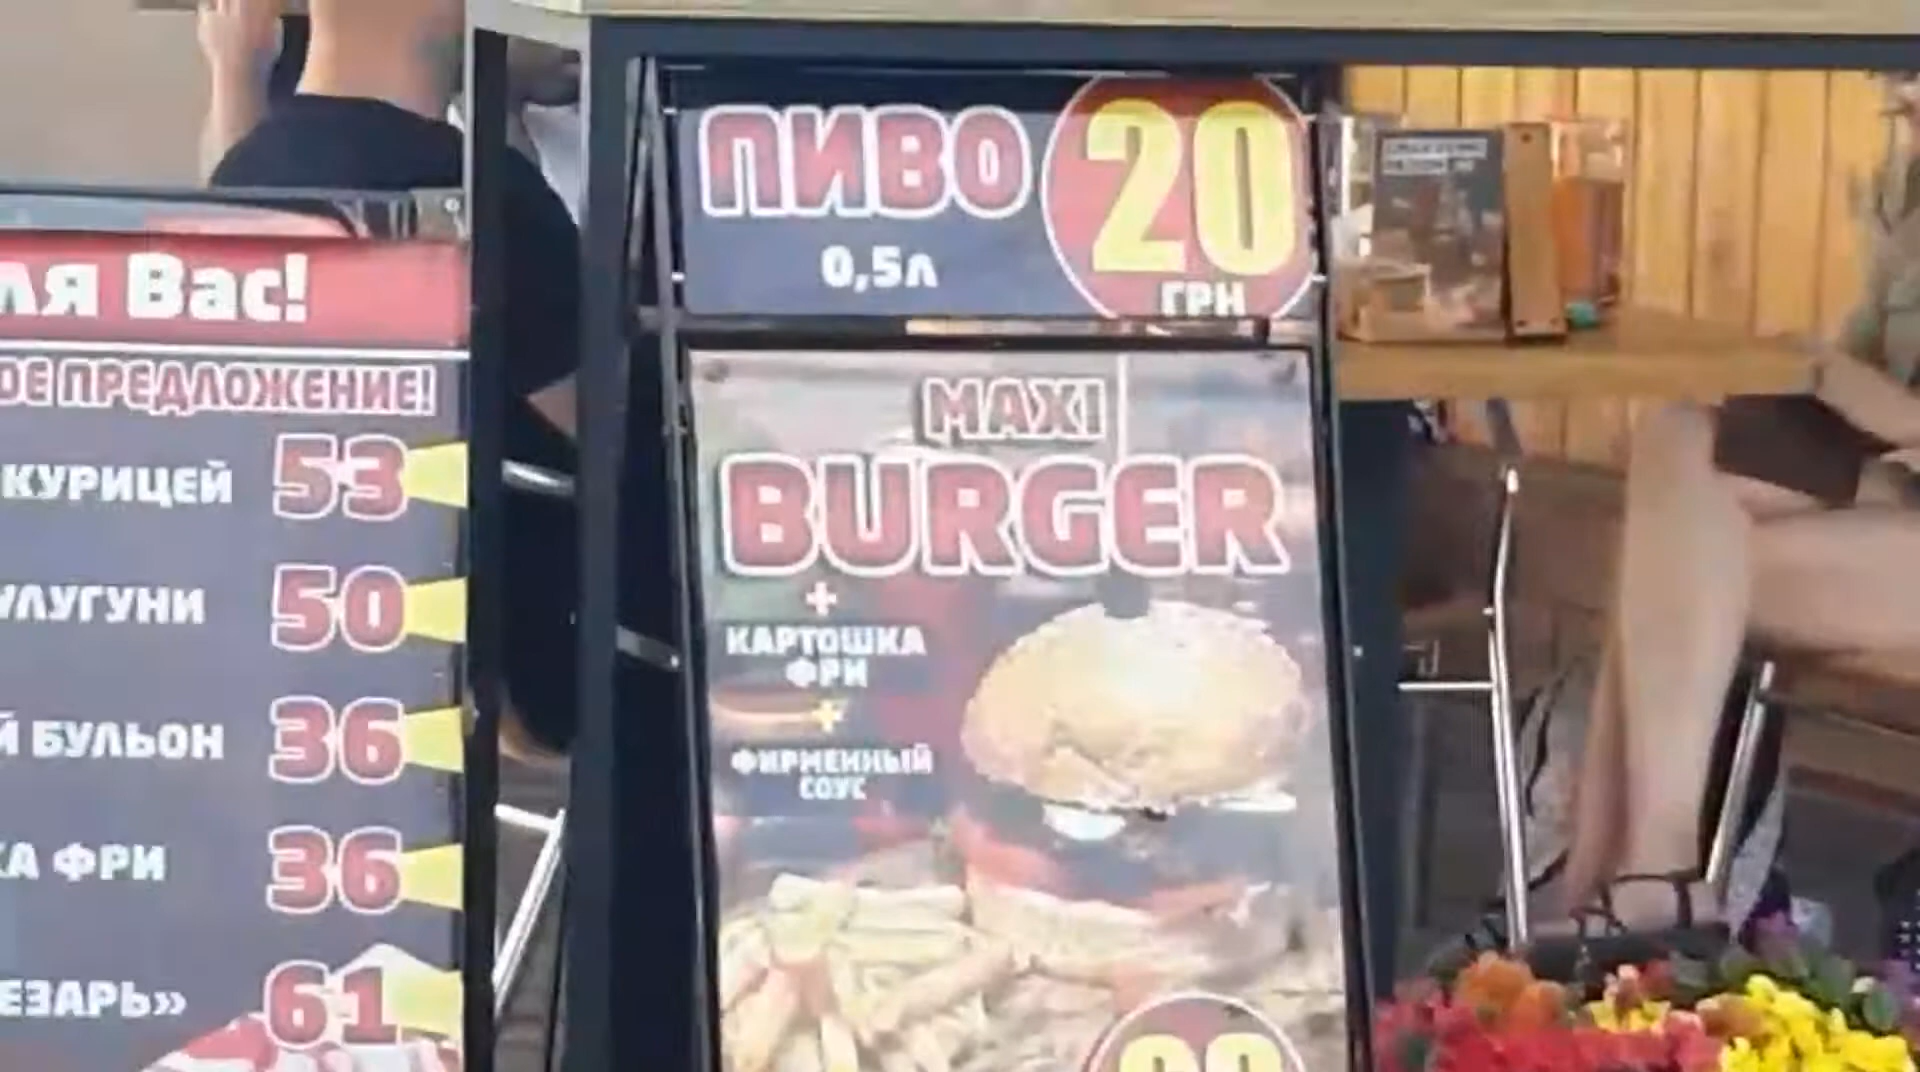 ля Вас!
ОЕ ПРЕДЛОЖЕНИЕ!
КУРИЦЕЙ 53
УЛУГУНИ 50
Й БУЛЬОН 36
КА ФРИ 36
ЕЗАРЬ» 61
ПИВО 20
0,5л ГРН
MAXI
BURGER
+
КАРТОШКА
ФРИ
+
ФИРМЕННЫЙ
СОУС